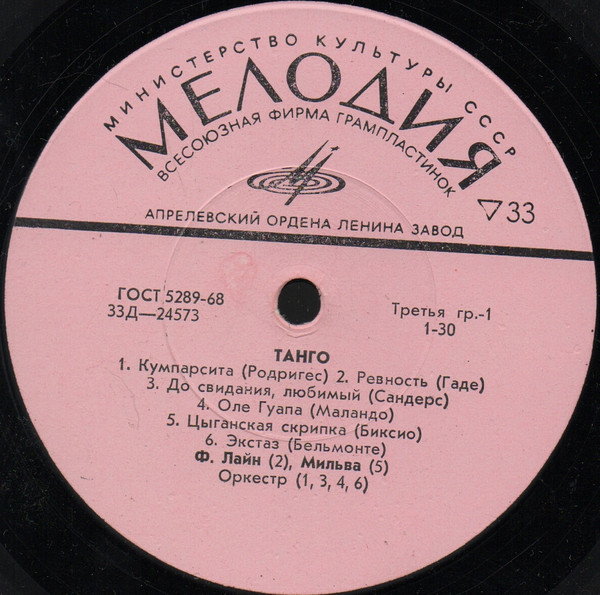 МИНИСТЕРСТВО КУЛЬТУРЫ СССР
МЕЛОДИЯ
ВСЕСОЮЗНАЯ ФИРМА ГРАМПЛАСТИНОК
33
АПРЕЛЕВСКИЙ ОРДЕНА ЛЕНИНА ЗАВОД
ГОСТ 5289-68
33Д—24573
Третья гр.-1
1-30
ТАНГО
1. Кумпарсита (Родригес) 2. Ревность (Гаде)
3. До свидания, любимый (Сандерс)
4. Оле Гуапа (Маландо)
5. Цыганская скрипка (Биксио)
6. Экстаз (Бельмонте)
Ф. Лайн (2), Мильва (5)
Оркестр (1, 3, 4, 6)